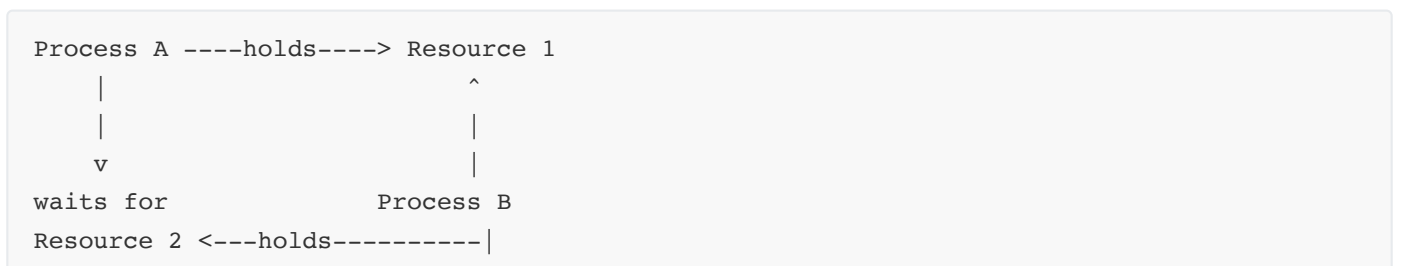 Process A ----holds----> Resource 1
    |                        ^
    |                        |
    v                        |
waits for              Process B
Resource 2 <---holds----------|